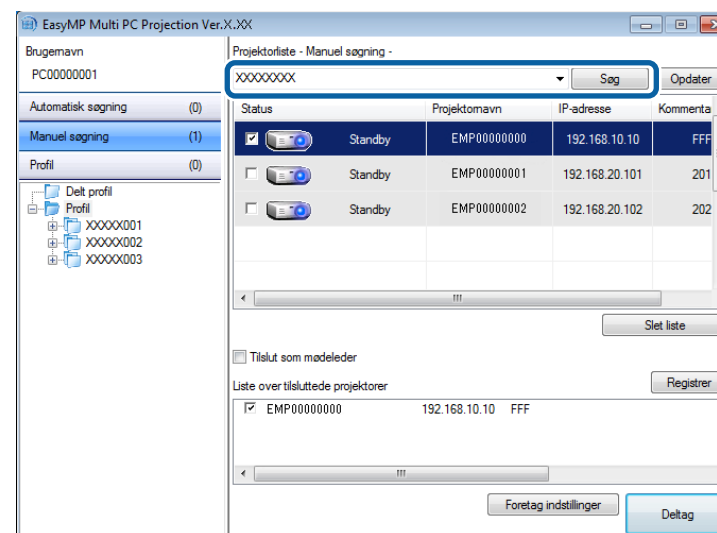 EasyMP Multi PC Projection Ver.X.XX
Brugernavn
PC00000001
Automatisk søgning (0)
Manuel søgning (1)
Profil (0)
Delt profil
Profil
XXXXX001
XXXXX002
XXXXX003
Projektorliste - Manuel søgning -
XXXXXXXX Søg Opdater
Status Projektornavn IP-adresse Kommenta
Standby EMP00000000 192.168.10.10 FFF
Standby EMP00000001 192.168.20.101 201
Standby EMP00000002 192.168.20.102 202
Slet liste
Tilslut som mødeleder
Liste over tilsluttede projektorer Registrer
EMP00000000 192.168.10.10 FFF
Foretag indstillinger Deltag